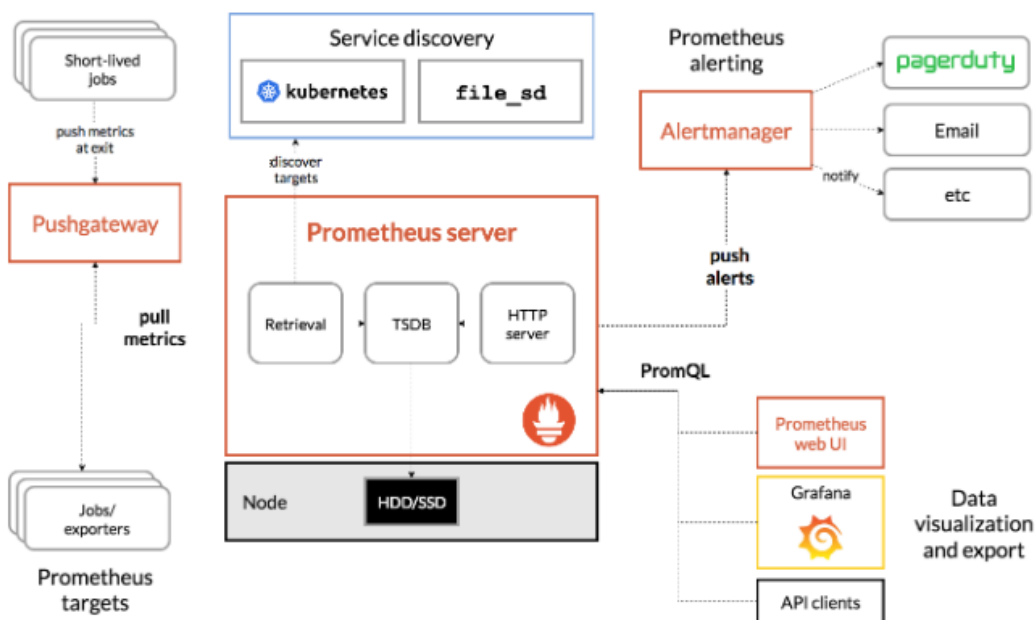 Short-lived
jobs
push metrics
at exit
Pushgateway
pull
metrics
Jobs/
exporters
Prometheus
targets
Service discovery
kubernetes
file_sd
discover
targets
Prometheus server
Retrieval
TSDB
HTTP
server
Node
HDD/SSD
Prometheus
alerting
Alertmanager
pagerduty
Email
notify
etc
push
alerts
PromQL
Prometheus
web UI
Grafana
API clients
Data
visualization
and export